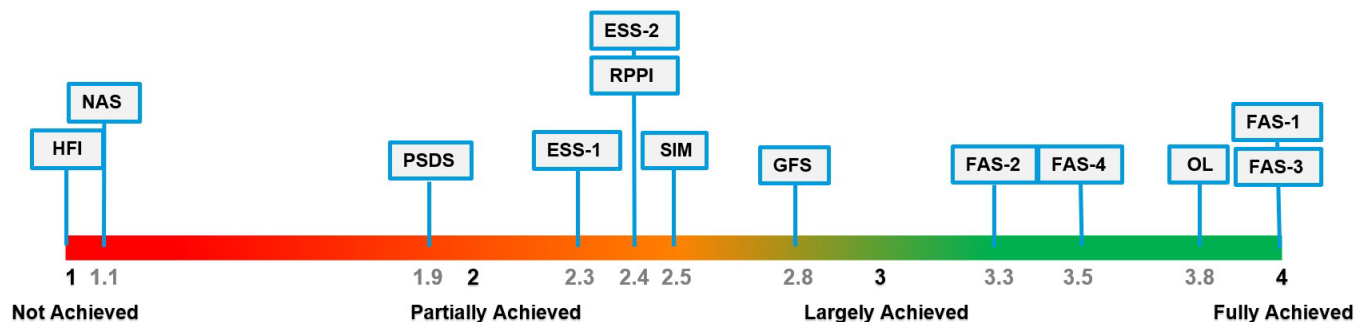 ESS-2
RPPI
NAS
FAS-1
HFI
PSDS
ESS-1
SIM
GFS
FAS-2
FAS-4
OL
FAS-3
1 1.1 1.9 2 2.3 2.4 2.5 2.8 3 3.3 3.5 3.8 4
Not Achieved Partially Achieved Largely Achieved Fully Achieved